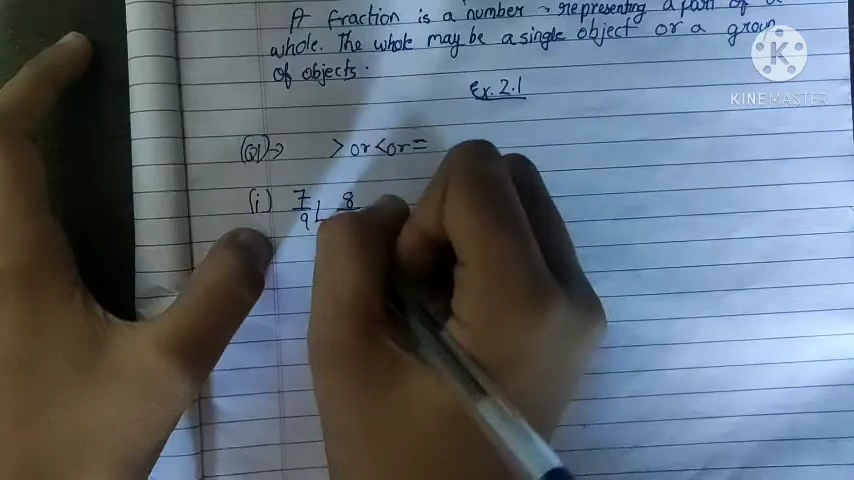 A fraction is a number → representing a part of a
whole. The whole may be a single object or a group
of objects.
Ex. 2.1
(Q1)→ > or < or =
(i) 7/9 8
K
KINEMASTER